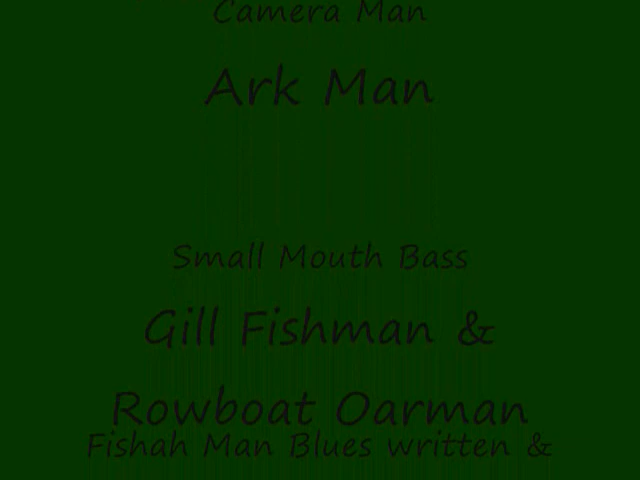 Camera Man
Ark Man
Small Mouth Bass
Gill Fishman &
Rowboat Oarman
Fishah Man Blues written &